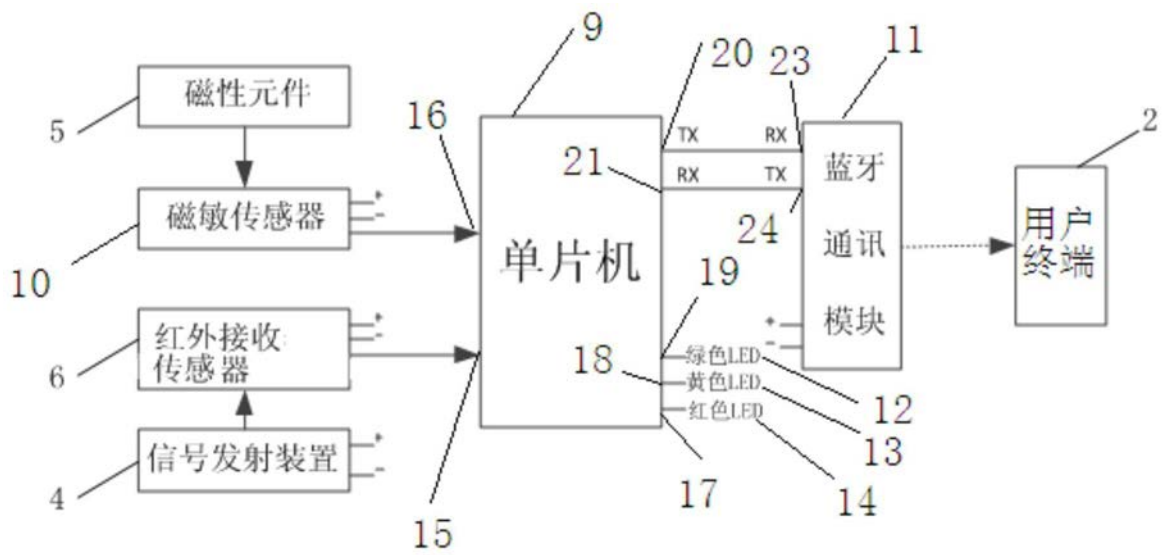 9
20
23
11
2
磁性元件
5
16
TX
RX
21
RX
TX
蓝牙
磁敏传感器
+
-
10
24
通讯
用户
终端
单片机
19
模块
+
-
红外接收
传感器
+
-
6
18
绿色LED
黄色LED
红色LED
12
13
14
信号发射装置
+
-
4
15
17